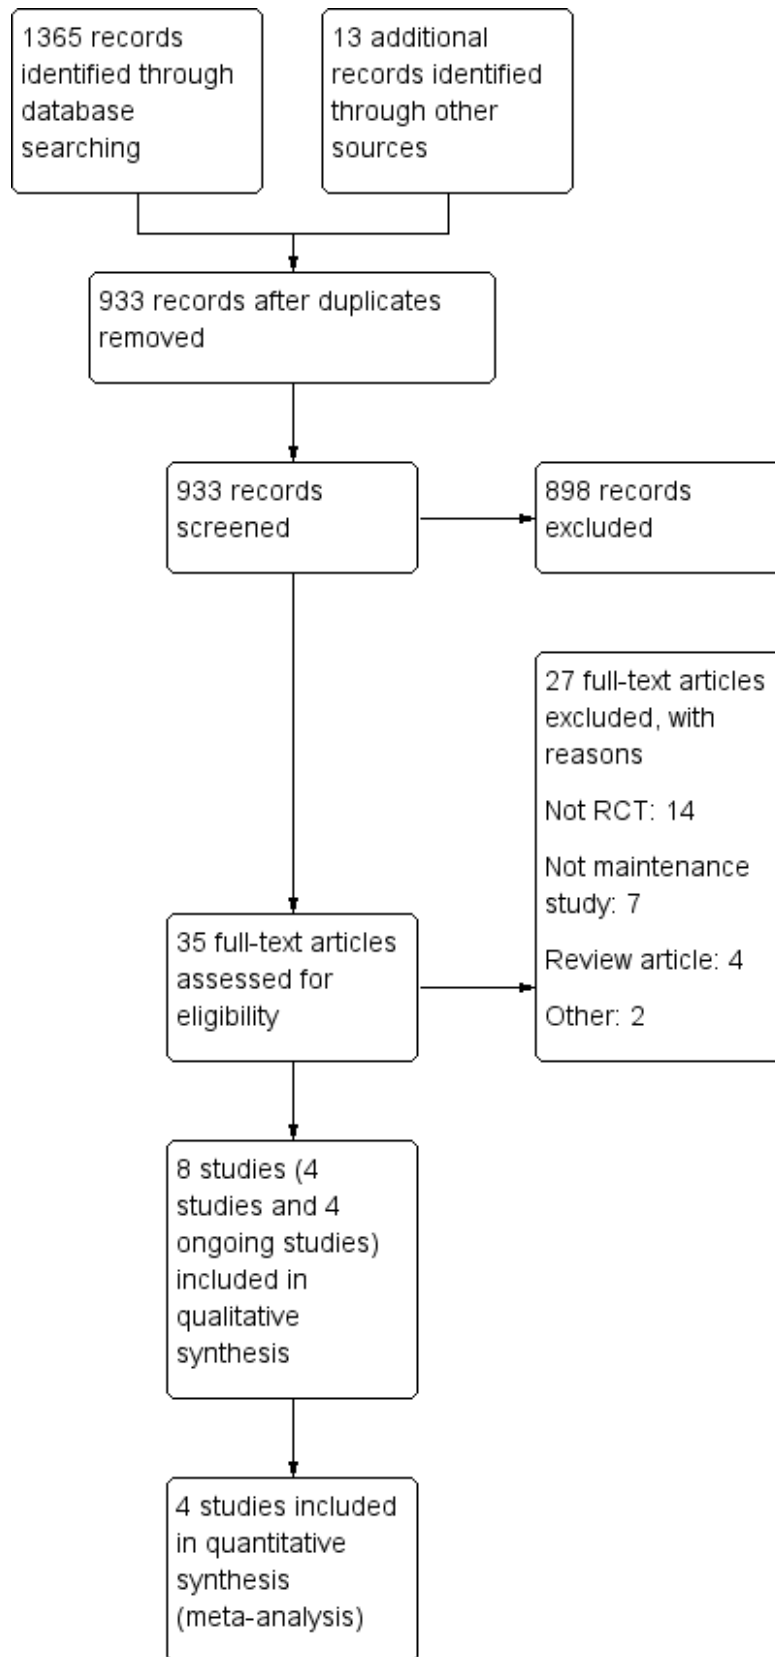 1365 records
identified through
database
searching
13 additional
records identified
through other
sources
933 records after duplicates
removed
933 records
screened
898 records
excluded
27 full-text articles
excluded, with
reasons
Not RCT: 14
Not maintenance
study: 7
Review article: 4
Other: 2
35 full-text articles
assessed for
eligibility
8 studies (4
studies and 4
ongoing studies)
included in
qualitative
synthesis
4 studies included
in quantitative
synthesis
(meta-analysis)